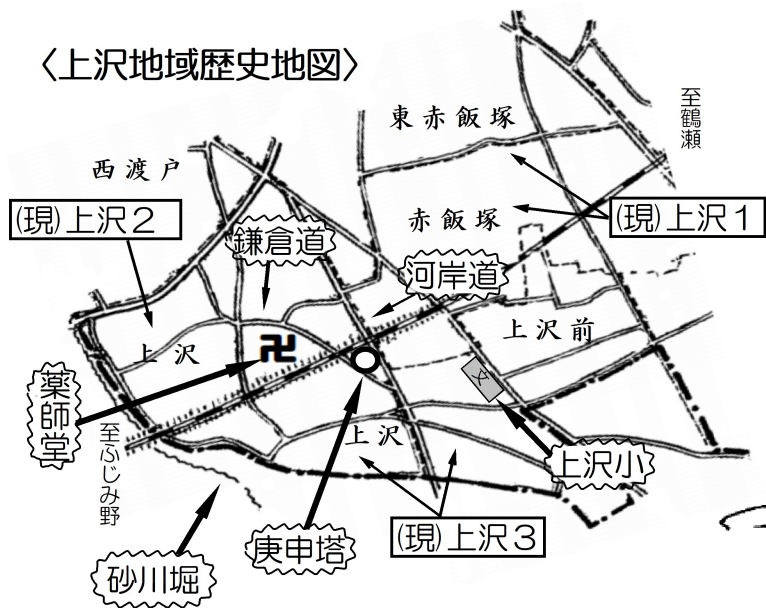 〈上沢地域歴史地図〉
至鶴瀬
東赤飯塚
西渡戸
(現)上沢2
鎌倉道
赤飯塚
(現)上沢1
河岸道
上沢前
上沢
卍
薬師堂
至ふじみ野
上沢
文
上沢小
(現)上沢3
庚申塔
砂川堀